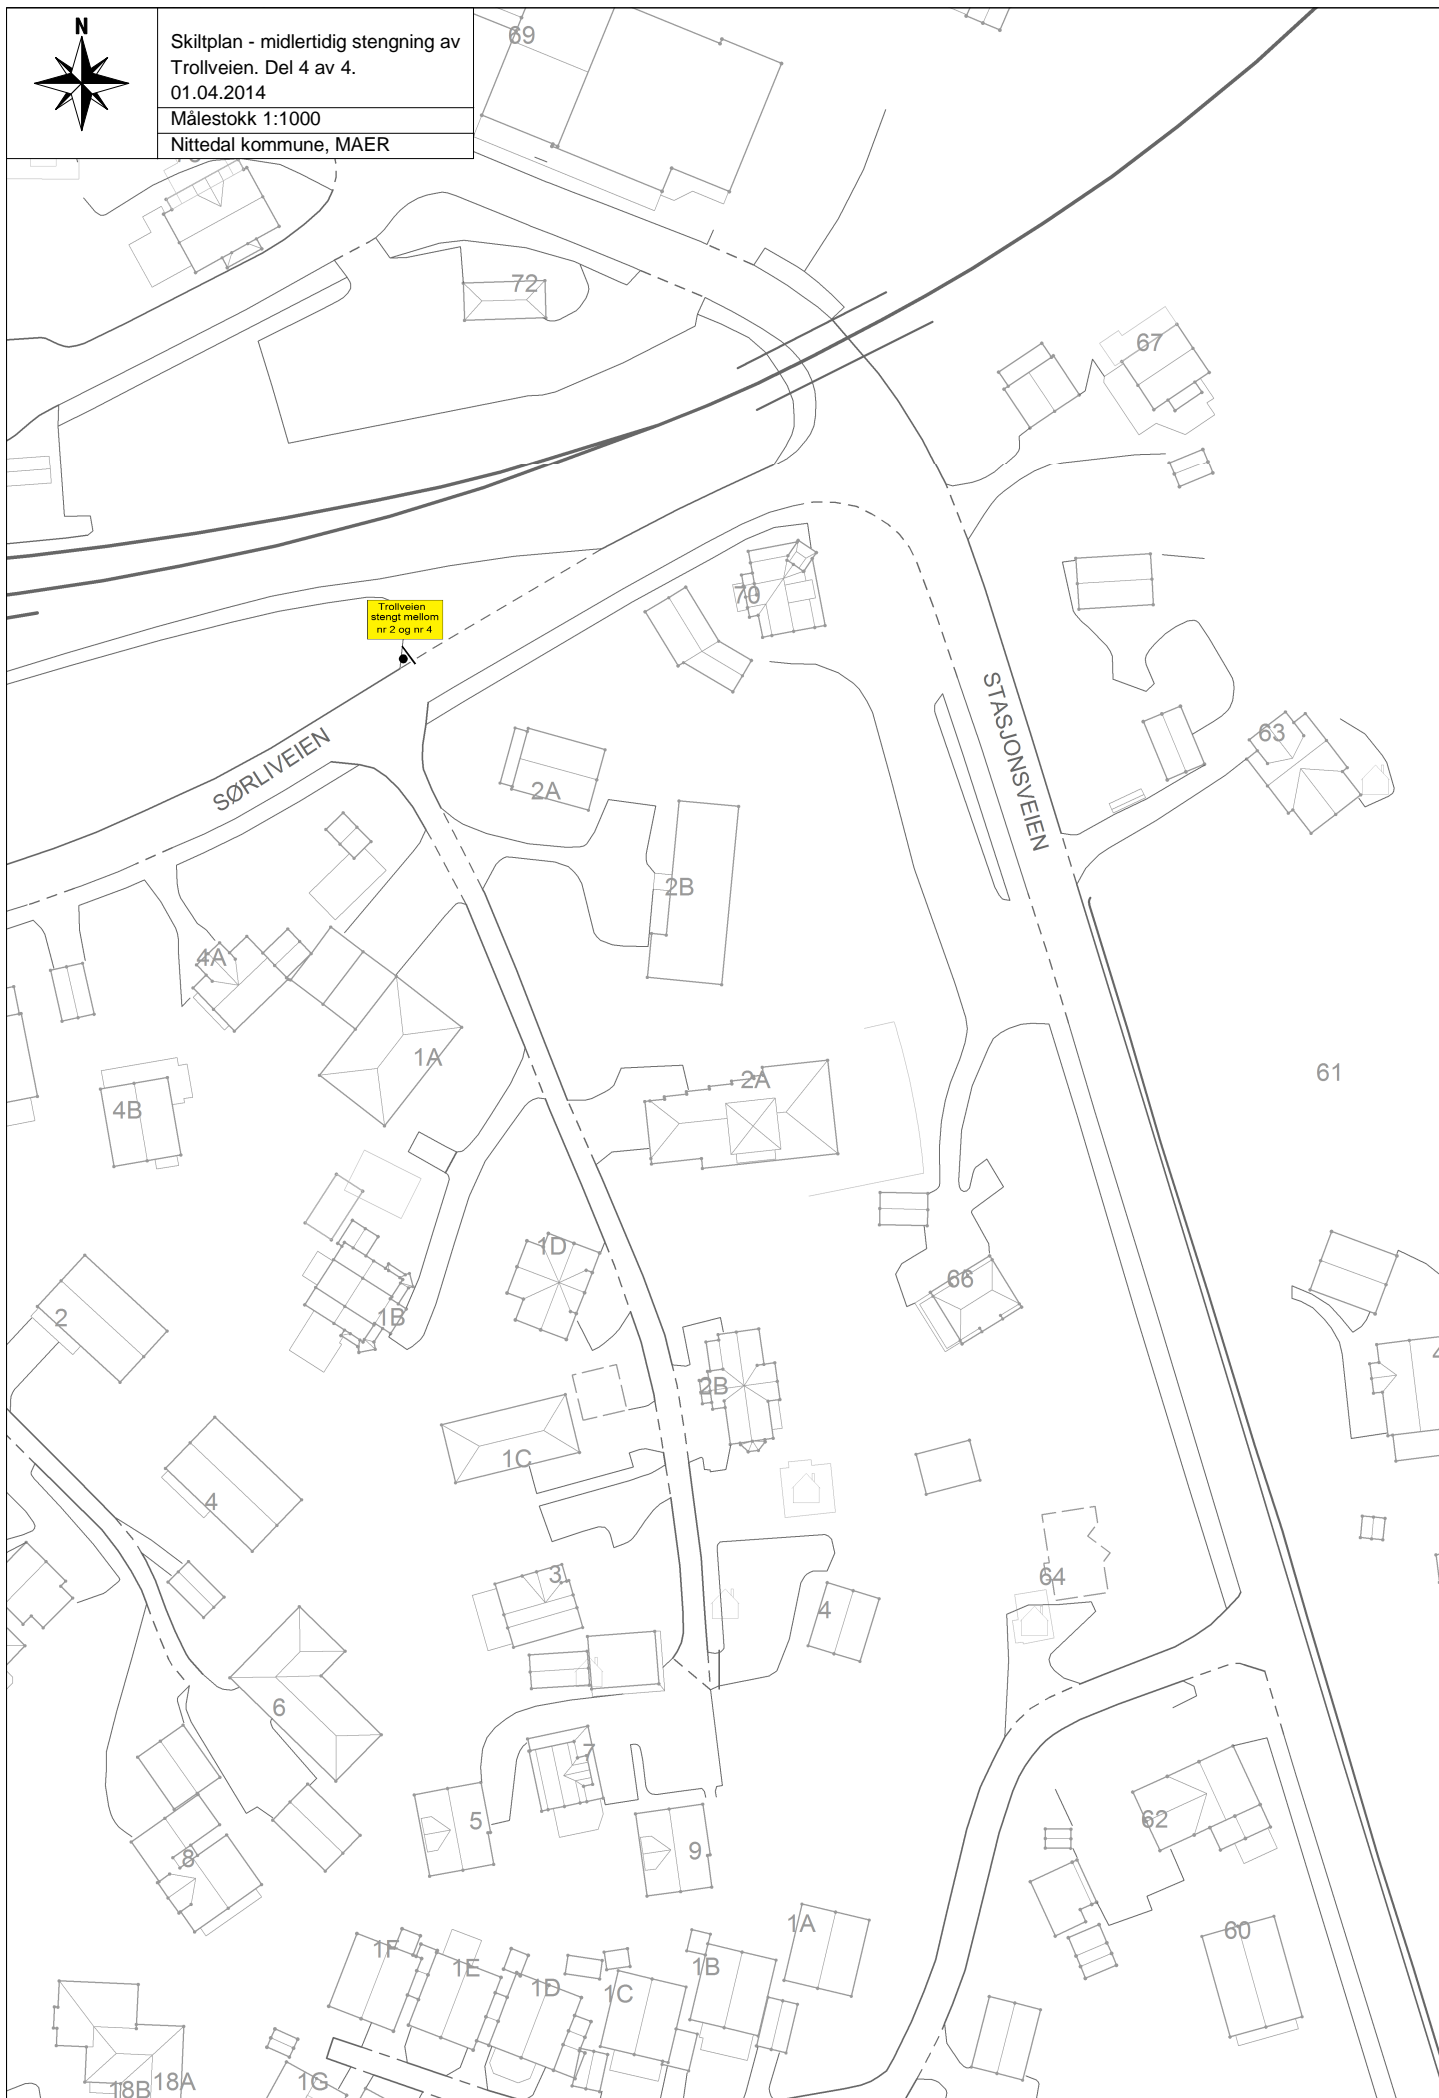 N
Skiltplan - midlertidig stengning av
Trollveien. Del 4 av 4.
01.04.2014
Målestokk 1:1000
Nittedal kommune, MAER
69
72
67
Trollveien
stengt mellom
nr 2 og nr 4
70
STASJONSVEIEN
SØRLIVEIEN
63
2A
2B
4A
1A
2A
61
4B
1D
66
2
1B
2B
4
1C
4
3
64
4
6
7
5
9
62
8
1A
60
1F
1E
1D
1C
1B
18B
18A
1G